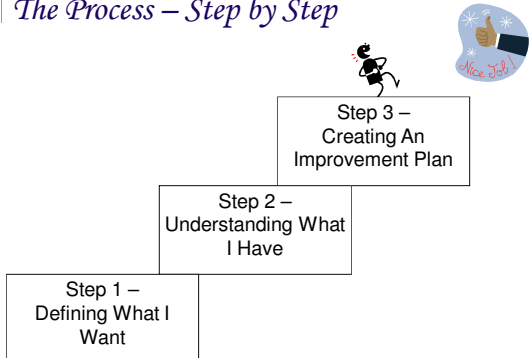 The Process – Step by Step
Nice Job!
Step 3 –
Creating An
Improvement Plan
Step 2 –
Understanding What
I Have
Step 1 –
Defining What I
Want